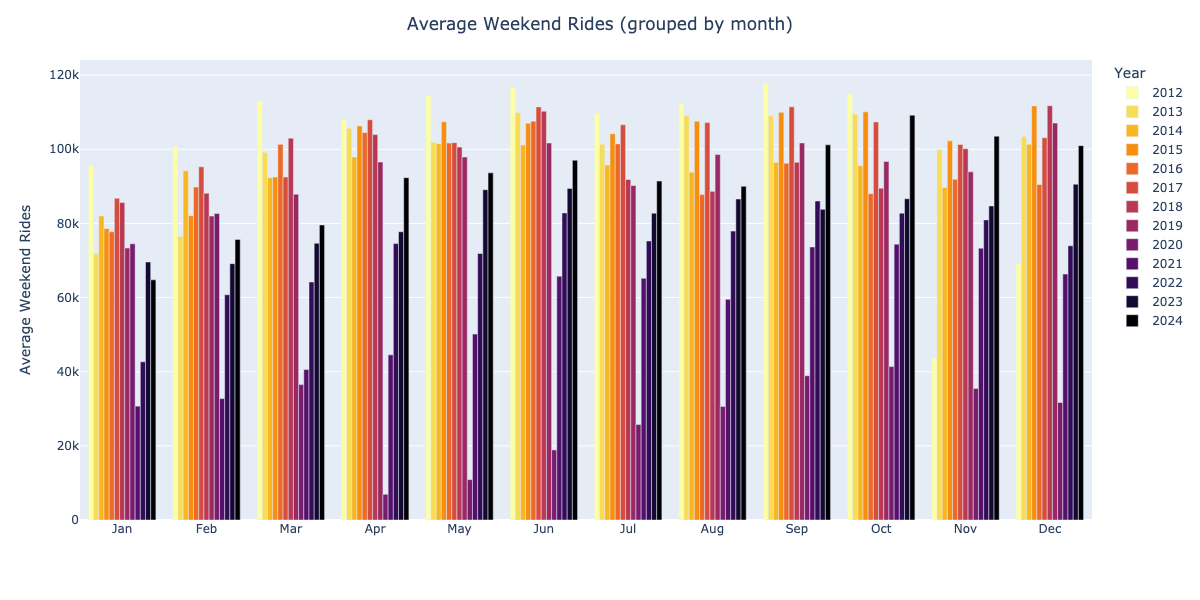 Average Weekend Rides (grouped by month)
Average Weekend Rides
120k
100k
80k
60k
40k
20k
0
Jan Feb Mar Apr May Jun Jul Aug Sep Oct Nov Dec
Year
2012
2013
2014
2015
2016
2017
2018
2019
2020
2021
2022
2023
2024